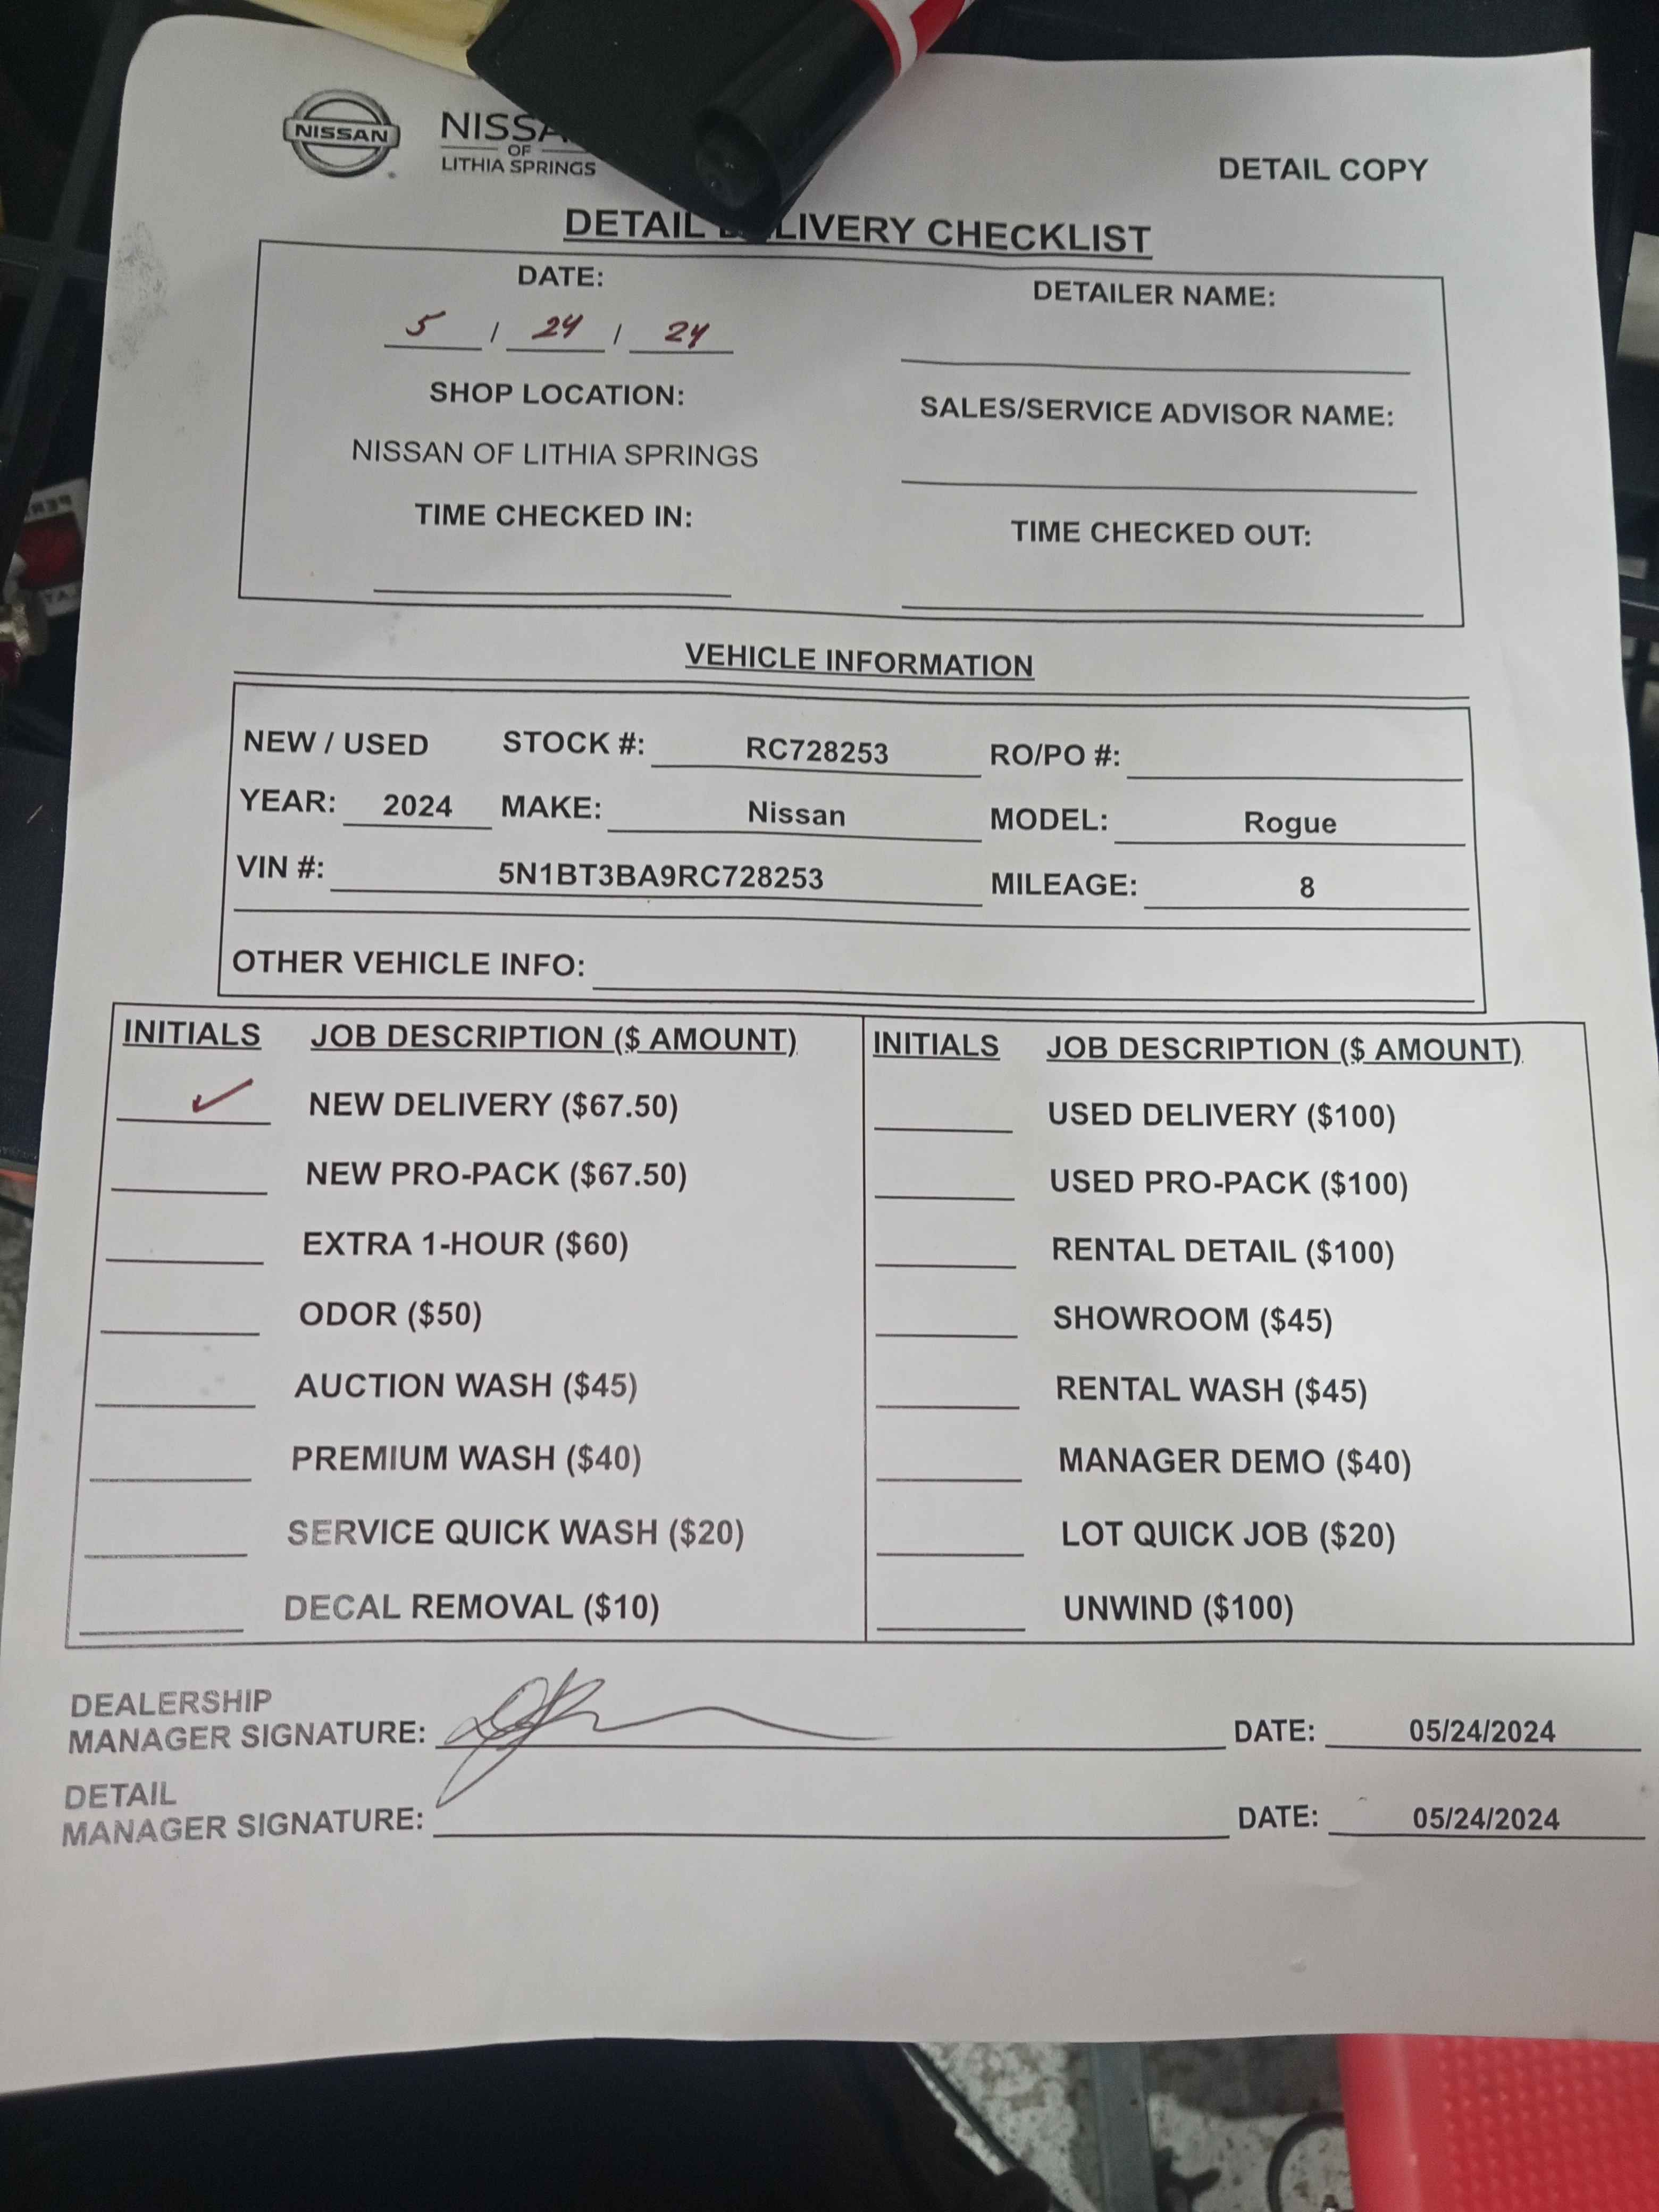 NISSAN
OF
LITHIA SPRINGS
DETAIL COPY
DETAIL CHECKLIST
DATE:
5 / 24 / 24
DETAILER NAME:
SHOP LOCATION:
NISSAN OF LITHIA SPRINGS
SALES/SERVICE ADVISOR NAME:
TIME CHECKED IN:
TIME CHECKED OUT:
VEHICLE INFORMATION
NEW / USED STOCK #: RC728253 RO/PO #:
YEAR: 2024 MAKE: Nissan MODEL: Rogue
VIN #: 5N1BT3BA9RC728253 MILEAGE: 8
OTHER VEHICLE INFO:
INITIALS JOB DESCRIPTION ($ AMOUNT)
✓ NEW DELIVERY ($67.50)
NEW PRO-PACK ($67.50)
EXTRA 1-HOUR ($60)
ODOR ($50)
AUCTION WASH ($45)
PREMIUM WASH ($40)
SERVICE QUICK WASH ($20)
DECAL REMOVAL ($10)
INITIALS JOB DESCRIPTION ($ AMOUNT)
USED DELIVERY ($100)
USED PRO-PACK ($100)
RENTAL DETAIL ($100)
SHOWROOM ($45)
RENTAL WASH ($45)
MANAGER DEMO ($40)
LOT QUICK JOB ($20)
UNWIND ($100)
DEALERSHIP
MANAGER SIGNATURE: DATE: 05/24/2024
DETAIL
MANAGER SIGNATURE: DATE: 05/24/2024